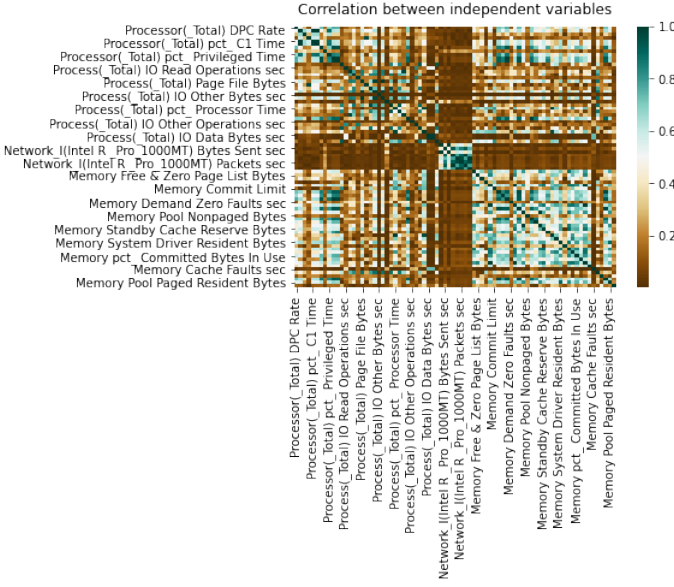 Correlation between independent variables
Processor(_Total) DPC Rate
Processor(_Total) pct_ C1 Time
Processor(_Total) pct_ Privileged Time
Process(_Total) IO Read Operations sec
Process(_Total) Page File Bytes
Process(_Total) IO Other Bytes sec
Process(_Total) pct_ Processor Time
Process(_Total) IO Other Operations sec
Process(_Total) IO Data Bytes sec
Network_I(Intel R _Pro_1000MT) Bytes Sent sec
Network_I(Intel R _Pro_1000MT) Packets sec
Memory Free & Zero Page List Bytes
Memory Commit Limit
Memory Demand Zero Faults sec
Memory Pool Nonpaged Bytes
Memory Standby Cache Reserve Bytes
Memory System Driver Resident Bytes
Memory pct_ Committed Bytes In Use
Memory Cache Faults sec
Memory Pool Paged Resident Bytes
1.0
0.8
0.6
0.4
0.2
Processor(_Total) DPC Rate
Processor(_Total) pct_ C1 Time
Processor(_Total) pct_ Privileged Time
Process(_Total) IO Read Operations sec
Process(_Total) Page File Bytes
Process(_Total) IO Other Bytes sec
Process(_Total) pct_ Processor Time
Process(_Total) IO Other Operations sec
Process(_Total) IO Data Bytes sec
Network_I(Intel R _Pro_1000MT) Bytes Sent sec
Network_I(Intel R _Pro_1000MT) Packets sec
Memory Free & Zero Page List Bytes
Memory Commit Limit
Memory Demand Zero Faults sec
Memory Pool Nonpaged Bytes
Memory Standby Cache Reserve Bytes
Memory System Driver Resident Bytes
Memory pct_ Committed Bytes In Use
Memory Cache Faults sec
Memory Pool Paged Resident Bytes